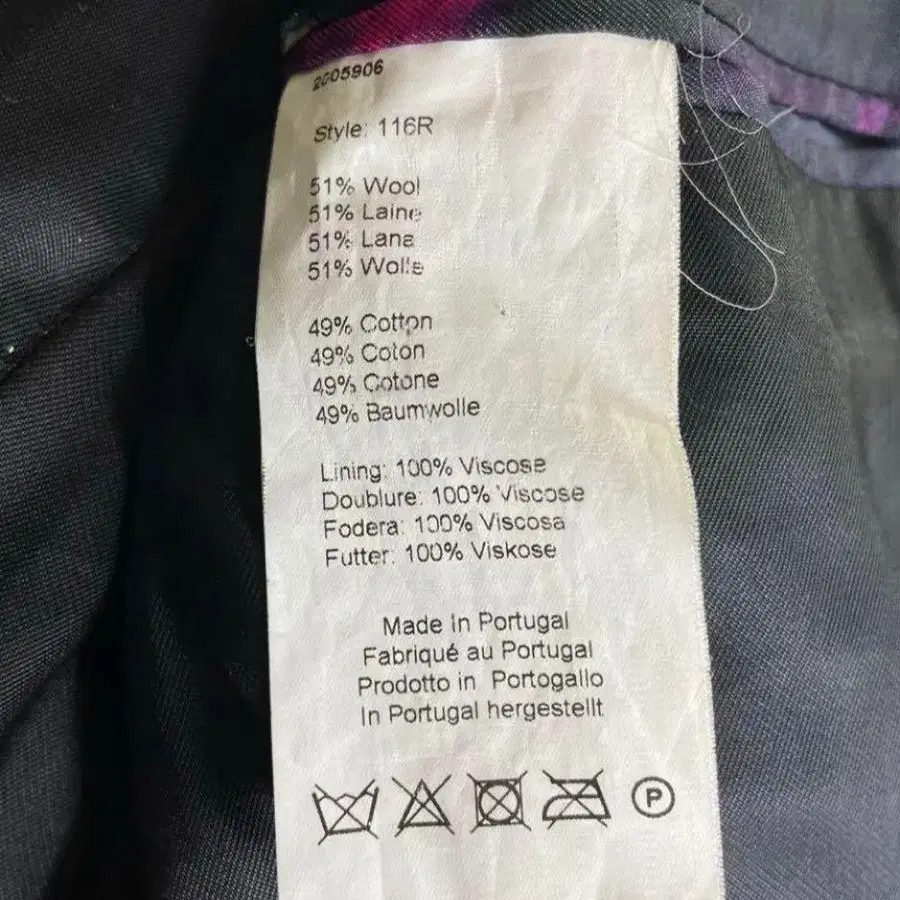 2005906
Style: 116R
51% Wool
51% Laine
51% Lana
51% Wolle
49% Cotton
49% Coton
49% Cotone
49% Baumwolle
Lining: 100% Viscose
Doublure: 100% Viscose
Fodera: 100% Viscosa
Futter: 100% Viskose
Made in Portugal
Fabriqué au Portugal
Prodotto in Portogallo
In Portugal hergestellt
P